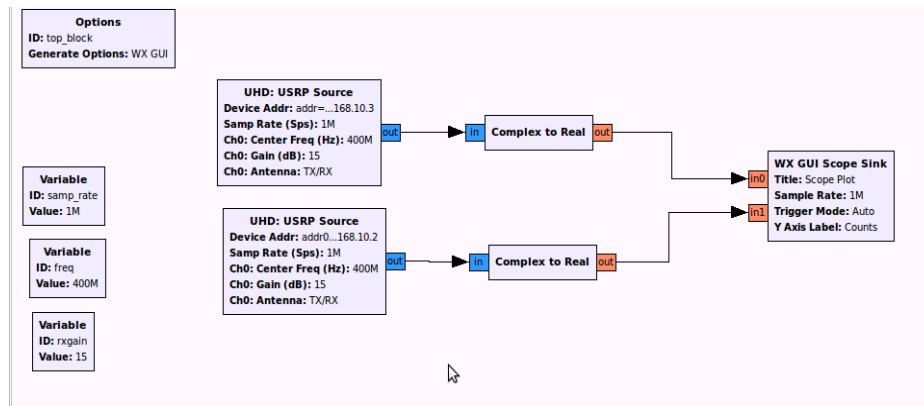 Options
ID: top_block
Generate Options: WX GUI
UHD: USRP Source
Device Addr: addr=...168.10.3
Samp Rate (Sps): 1M
Ch0: Center Freq (Hz): 400M
Ch0: Gain (dB): 15
Ch0: Antenna: TX/RX
out
in
Complex to Real
out
WX GUI Scope Sink
Title: Scope Plot
Sample Rate: 1M
Trigger Mode: Auto
Y Axis Label: Counts
in0
in1
Variable
ID: samp_rate
Value: 1M
UHD: USRP Source
Device Addr: addr0...168.10.2
Samp Rate (Sps): 1M
Ch0: Center Freq (Hz): 400M
Ch0: Gain (dB): 15
Ch0: Antenna: TX/RX
out
in
Complex to Real
out
Variable
ID: freq
Value: 400M
Variable
ID: rxgain
Value: 15